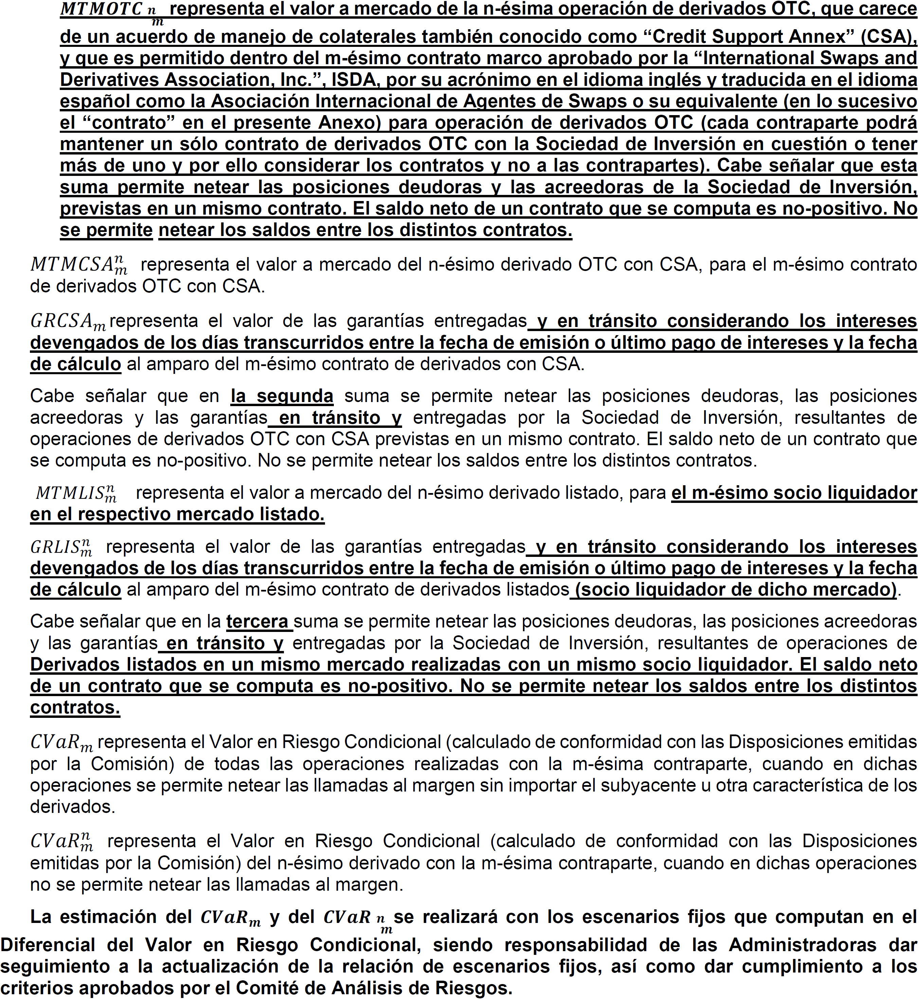 MTMOTC n m representa el valor a mercado de la n-ésima operación de derivados OTC, que carece
de un acuerdo de manejo de colaterales también conocido como “Credit Support Annex” (CSA),
y que es permitido dentro del m-ésimo contrato marco aprobado por la “International Swaps and
Derivatives Association, Inc.”, ISDA, por su acrónimo en el idioma inglés y traducida en el idioma
español como la Asociación Internacional de Agentes de Swaps o su equivalente (en lo sucesivo
el “contrato” en el presente Anexo) para operación de derivados OTC (cada contraparte podrá
mantener un sólo contrato de derivados OTC con la Sociedad de Inversión en cuestión o tener
más de uno y por ello considerar los contratos y no a las contrapartes). Cabe señalar que esta
suma permite netear las posiciones deudoras y las acreedoras de la Sociedad de Inversión,
previstas en un mismo contrato. El saldo neto de un contrato que se computa es no-positivo. No
se permite netear los saldos entre los distintos contratos.
MTMCSA n m representa el valor a mercado del n-ésimo derivado OTC con CSA, para el m-ésimo contrato
de derivados OTC con CSA.
GRCSA m representa el valor de las garantías entregadas y en tránsito considerando los intereses
devengados de los días transcurridos entre la fecha de emisión o último pago de intereses y la fecha
de cálculo al amparo del m-ésimo contrato de derivados con CSA.
Cabe señalar que en la segunda suma se permite netear las posiciones deudoras, las posiciones
acreedoras y las garantías en tránsito y entregadas por la Sociedad de Inversión, resultantes de
operaciones de derivados OTC con CSA previstas en un mismo contrato. El saldo neto de un contrato que
se computa es no-positivo. No se permite netear los saldos entre los distintos contratos.
MTMLIS n m representa el valor a mercado del n-ésimo derivado listado, para el m-ésimo socio liquidador
en el respectivo mercado listado.
GRLIS n m representa el valor de las garantías entregadas y en tránsito considerando los intereses
devengados de los días transcurridos entre la fecha de emisión o último pago de intereses y la fecha
de cálculo al amparo del m-ésimo contrato de derivados listados (socio liquidador de dicho mercado).
Cabe señalar que en la tercera suma se permite netear las posiciones deudoras, las posiciones acreedoras
y las garantías en tránsito y entregadas por la Sociedad de Inversión, resultantes de operaciones de
Derivados listados en un mismo mercado realizadas con un mismo socio liquidador. El saldo neto
de un contrato que se computa es no-positivo. No se permite netear los saldos entre los distintos
contratos.
CVaR m representa el Valor en Riesgo Condicional (calculado de conformidad con las Disposiciones emitidas
por la Comisión) de todas las operaciones realizadas con la m-ésima contraparte, cuando en dichas
operaciones se permite netear las llamadas al margen sin importar el subyacente u otra característica de los
derivados.
CVaR n m representa el Valor en Riesgo Condicional (calculado de conformidad con las Disposiciones
emitidas por la Comisión) del n-ésimo derivado con la m-ésima contraparte, cuando en dichas operaciones
no se permite netear las llamadas al margen.
La estimación del CVaR m y del CVaR n m se realizará con los escenarios fijos que computan en el
Diferencial del Valor en Riesgo Condicional, siendo responsabilidad de las Administradoras dar
seguimiento a la actualización de la relación de escenarios fijos, así como dar cumplimiento a los
criterios aprobados por el Comité de Análisis de Riesgos.